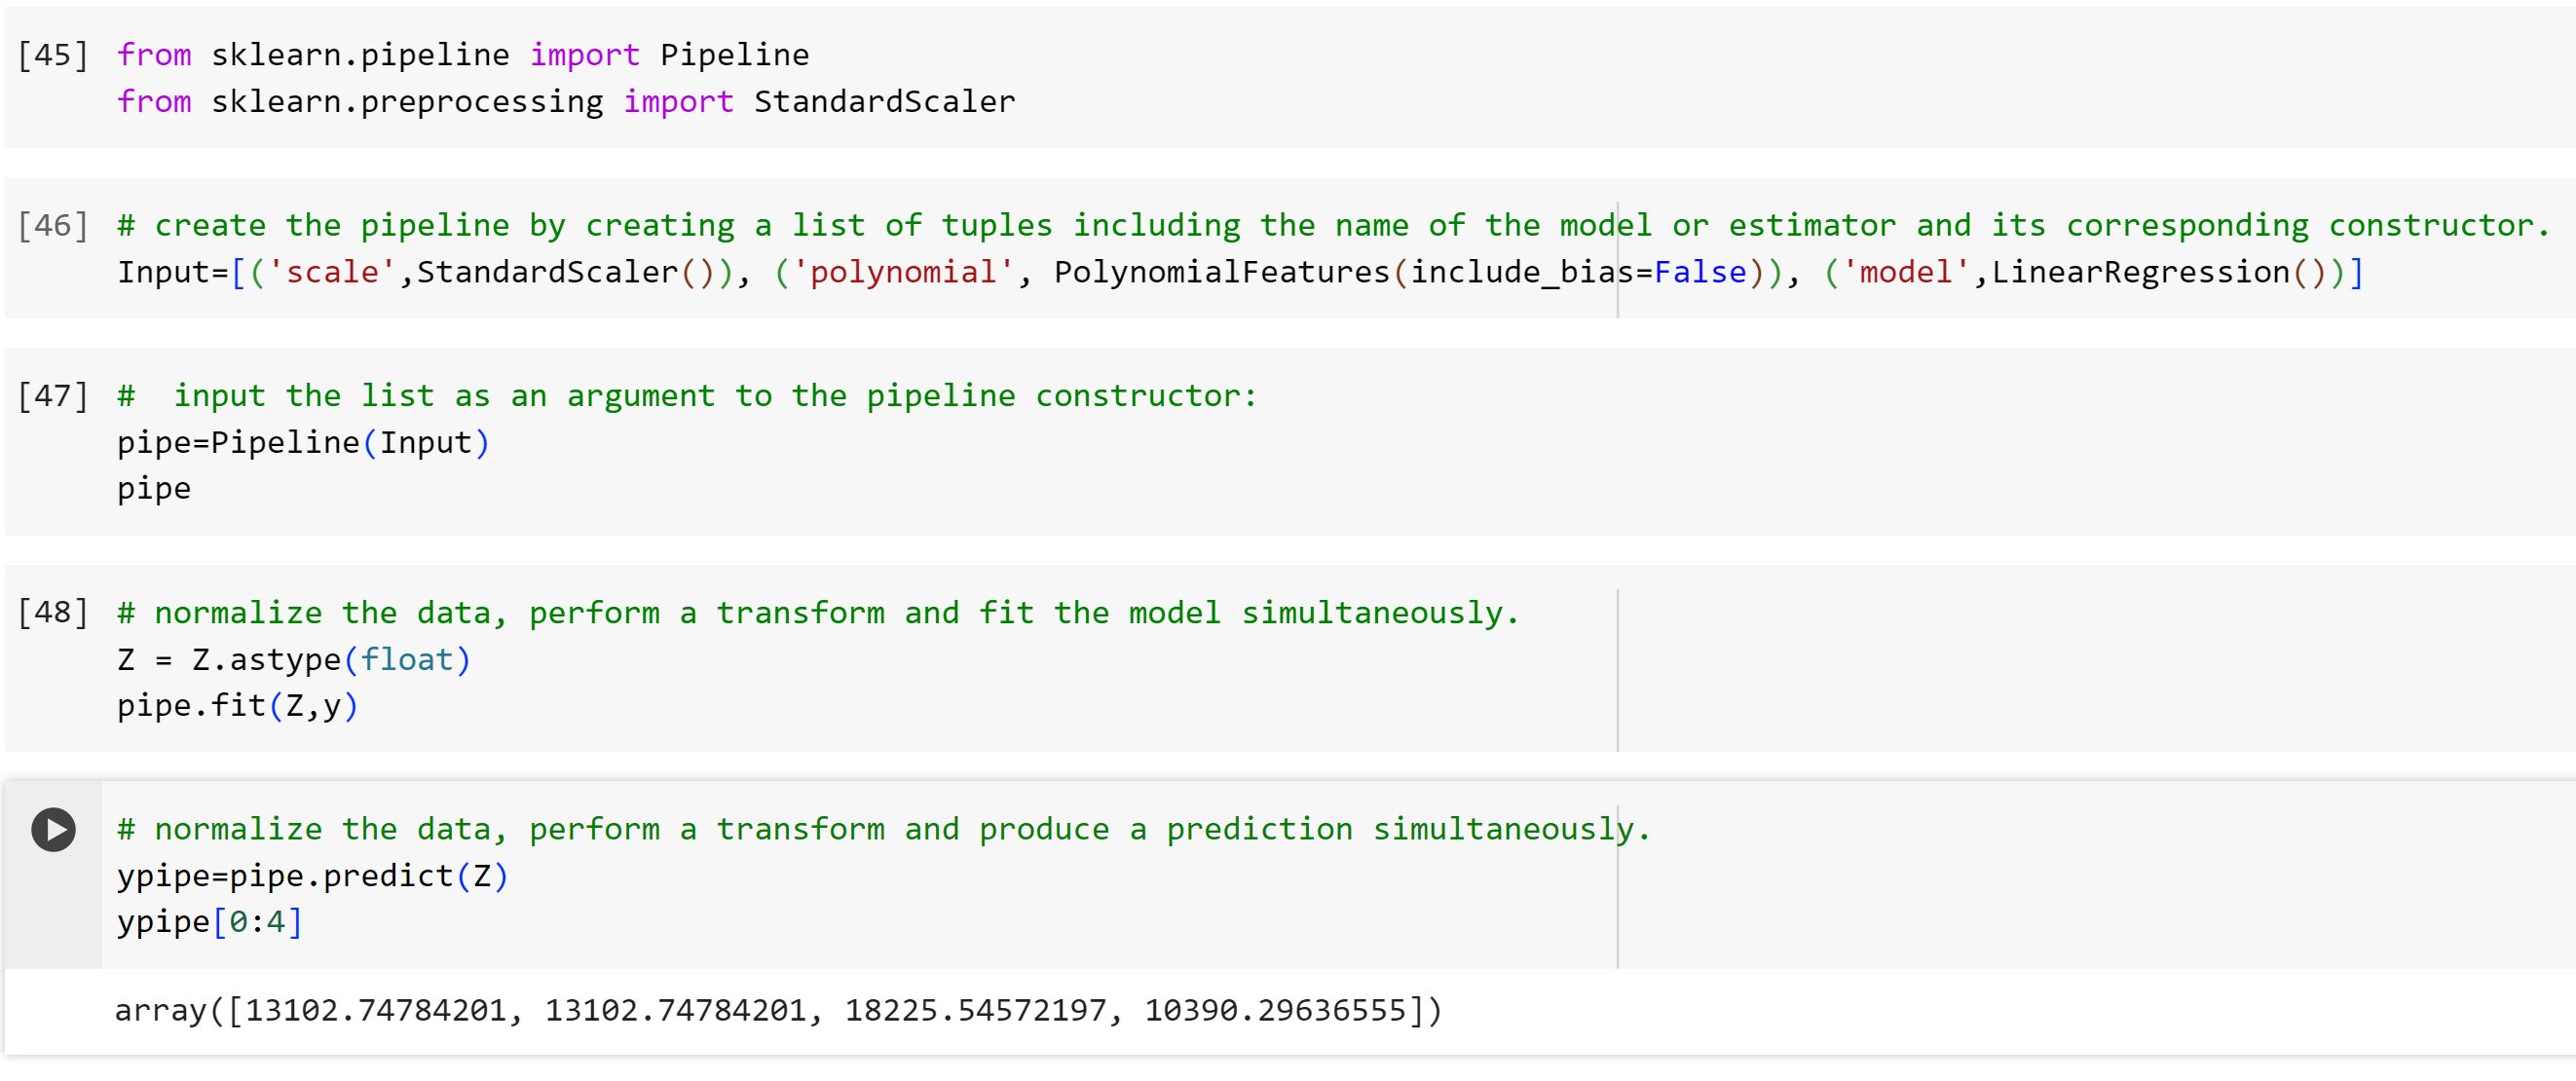 [45] from sklearn.pipeline import Pipeline
from sklearn.preprocessing import StandardScaler
[46] # create the pipeline by creating a list of tuples including the name of the model or estimator and its corresponding constructor.
Input=[('scale',StandardScaler()), ('polynomial', PolynomialFeatures(include_bias=False)), ('model',LinearRegression())]
[47] #  input the list as an argument to the pipeline constructor:
pipe=Pipeline(Input)
pipe
[48] # normalize the data, perform a transform and fit the model simultaneously.
Z = Z.astype(float)
pipe.fit(Z,y)
# normalize the data, perform a transform and produce a prediction simultaneously.
ypipe=pipe.predict(Z)
ypipe[0:4]
array([13102.74784201, 13102.74784201, 18225.54572197, 10390.29636555])